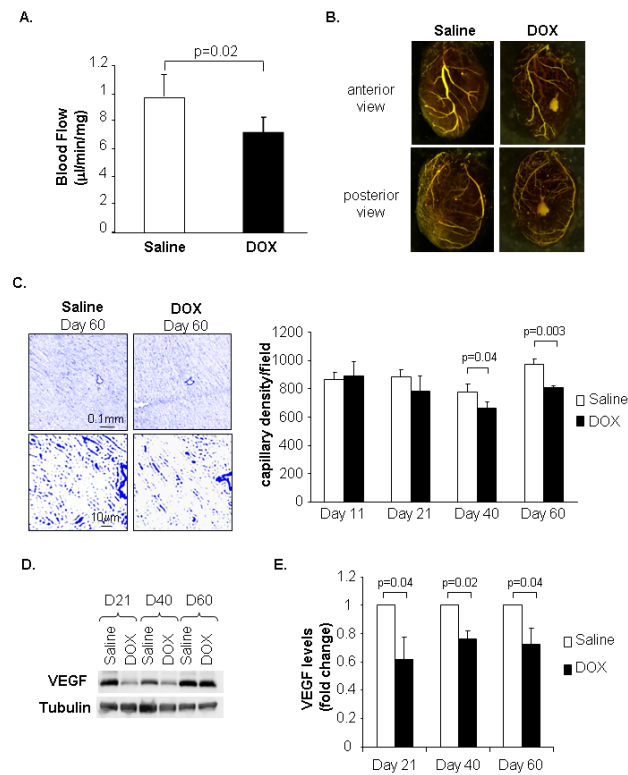 A.
p=0.02
1.2
1
8
6
4
2
0
Blood Flow
(µl/min/mg)
Saline
DOX
B.
Saline
DOX
anterior
view
posterior
view
C.
Saline
Day 60
DOX
Day 60
0.1mm
10µm
1200
1000
800
600
400
200
0
capillary density/field
p=0.04
p=0.003
Saline
DOX
Day 11
Day 21
Day 40
Day 60
D.
D21
D40
D60
Saline
DOX
Saline
DOX
Saline
DOX
VEGF
Tubulin
E.
p=0.04
p=0.02
p=0.04
1.2
1
0.8
0.6
0.4
0.2
0
VEGF levels
(fold change)
Saline
DOX
Day 21
Day 40
Day 60